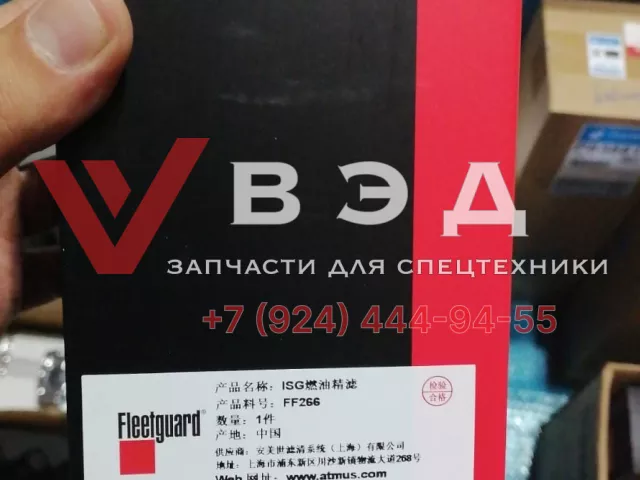 ВЭД
ЗАПЧАСТИ ДЛЯ СПЕЦТЕХНИКИ
+7 (924) 444-94-55
Fleetguard®
产品名称: ISG燃油精滤
产品料号: FF266
数量: 1件
产地: 中国
供应商: 安美世滤清系统（上海）有限公司
地址: 上海市浦东新区川沙新镇物流大道268号
Web 网址: www.atmus.com
检验
合格